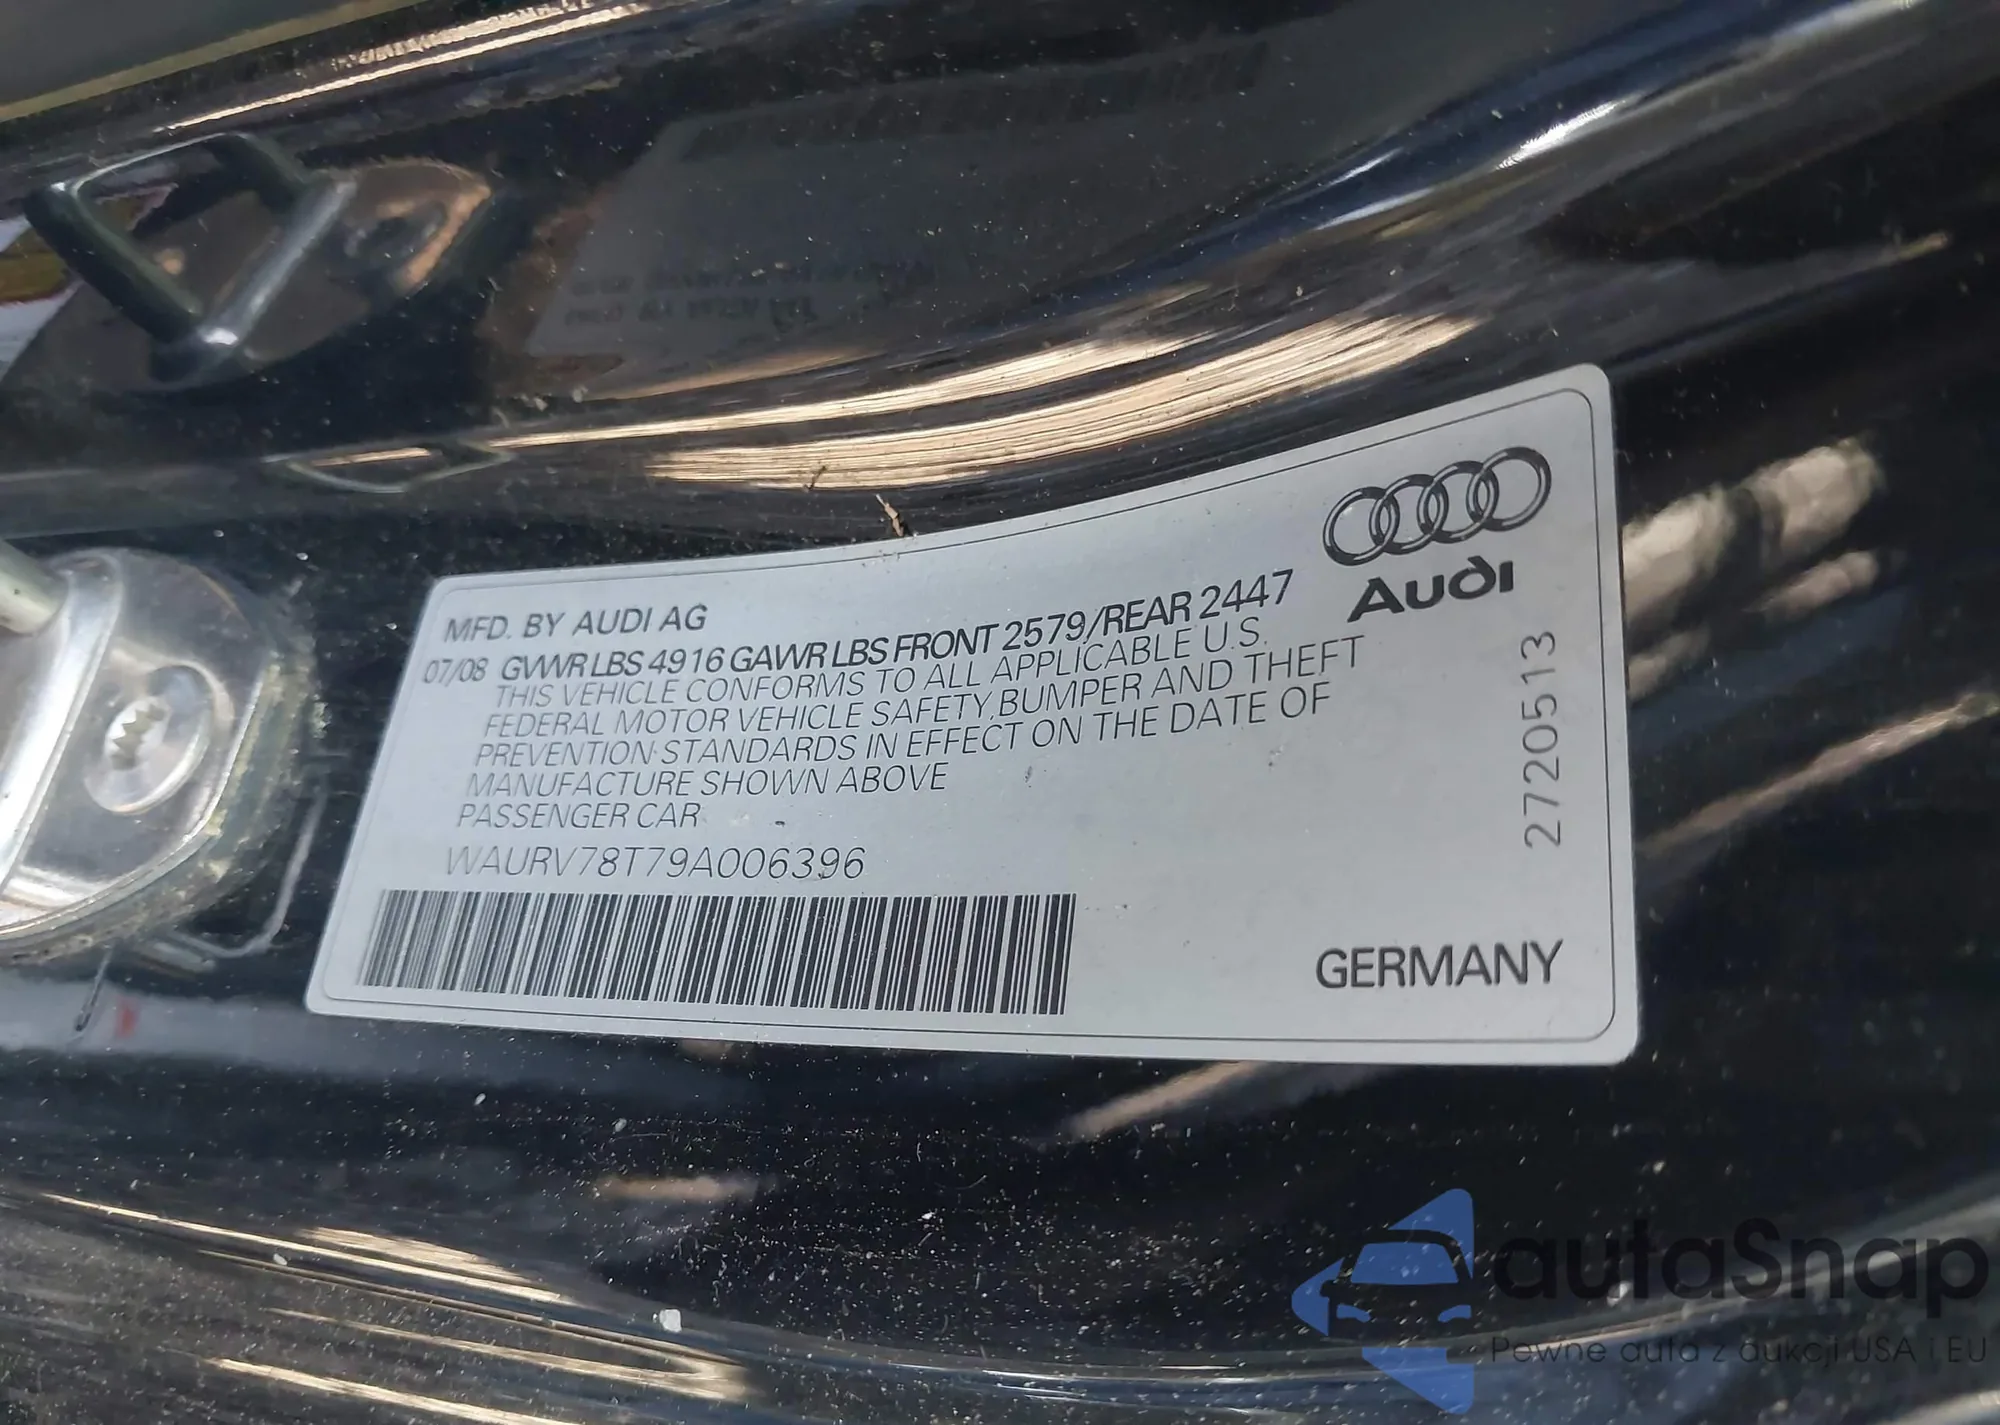 Audi
MFD. BY AUDI AG
07/08 GVWR LBS 4916 GAWR LBS FRONT 2579/REAR 2447
THIS VEHICLE CONFORMS TO ALL APPLICABLE U.S.
FEDERAL MOTOR VEHICLE SAFETY, BUMPER AND THEFT
PREVENTION STANDARDS IN EFFECT ON THE DATE OF
MANUFACTURE SHOWN ABOVE
PASSENGER CAR
WAURV78T79A006396
2720513
GERMANY
autaSnap
Pewne auta z aukcji USA i EU